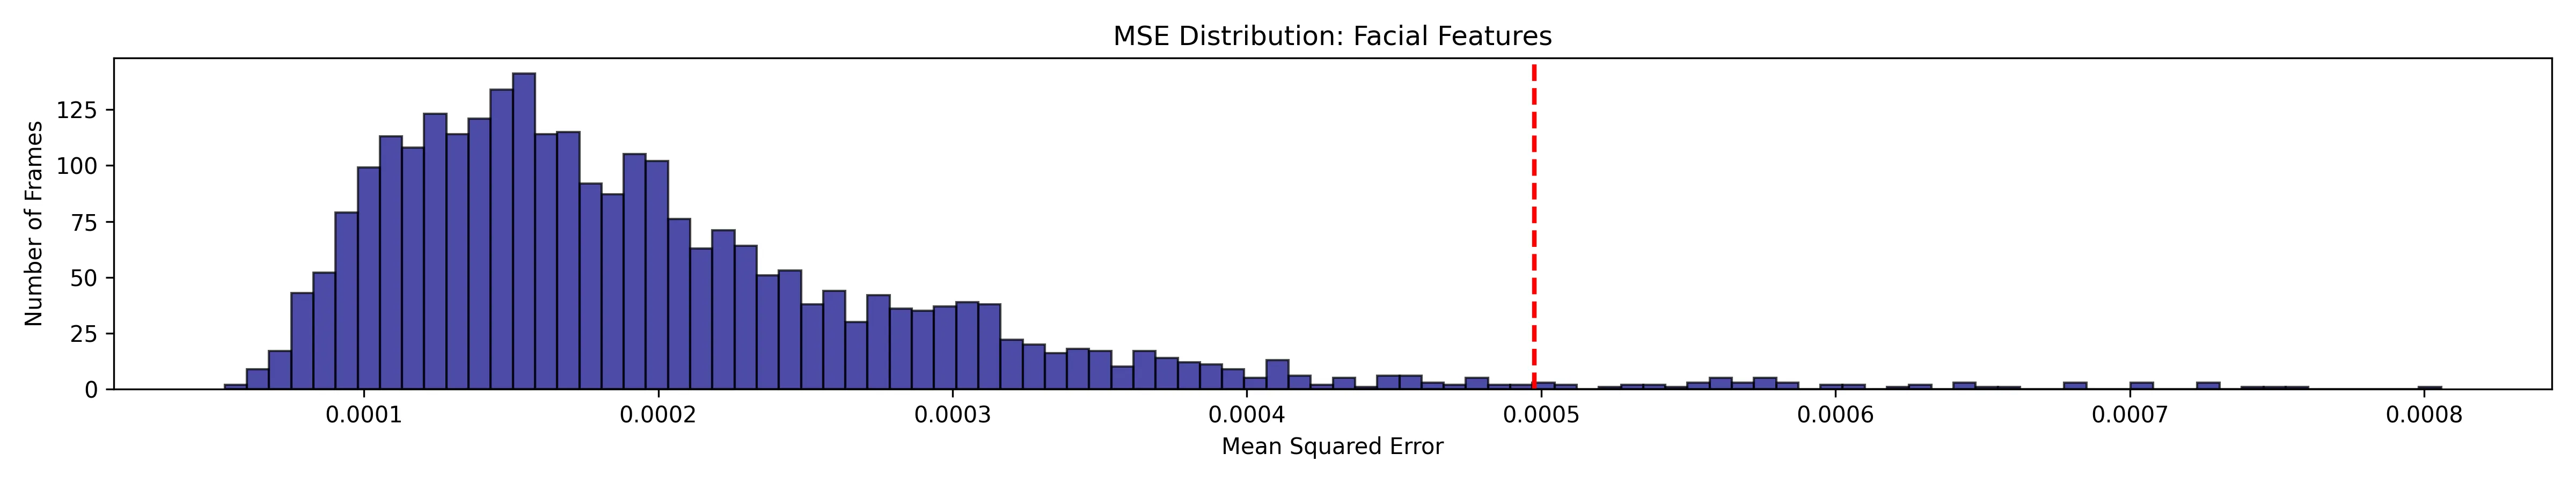 MSE Distribution: Facial Features
Number of Frames
125
100
75
50
25
0
0.0001 0.0002 0.0003 0.0004 0.0005 0.0006 0.0007 0.0008
Mean Squared Error